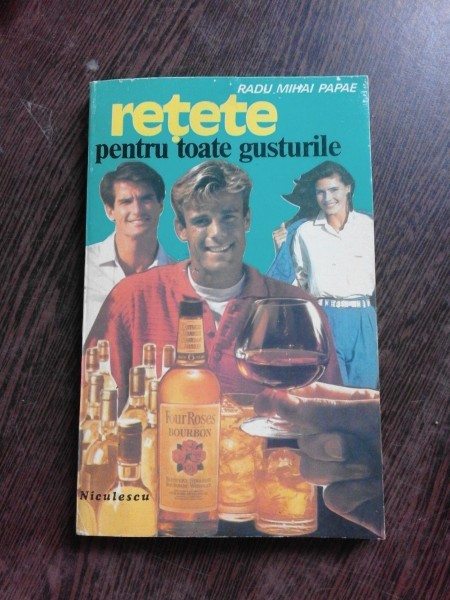 RADU MIHAI PAPAE
rețete
pentru toate gusturile
Four Roses
BOURBON
Niculescu